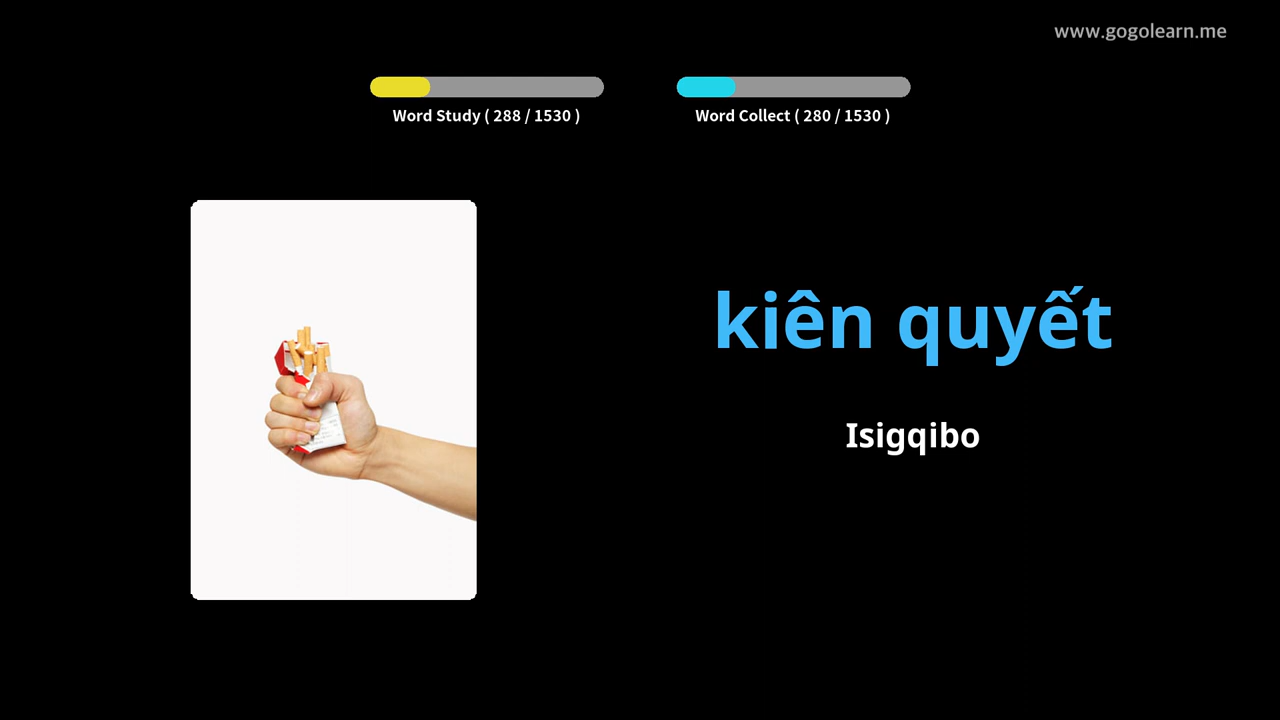 www.gogolearn.me
Word Study ( 288 / 1530 )
Word Collect ( 280 / 1530 )
kiên quyết
Isigqibo